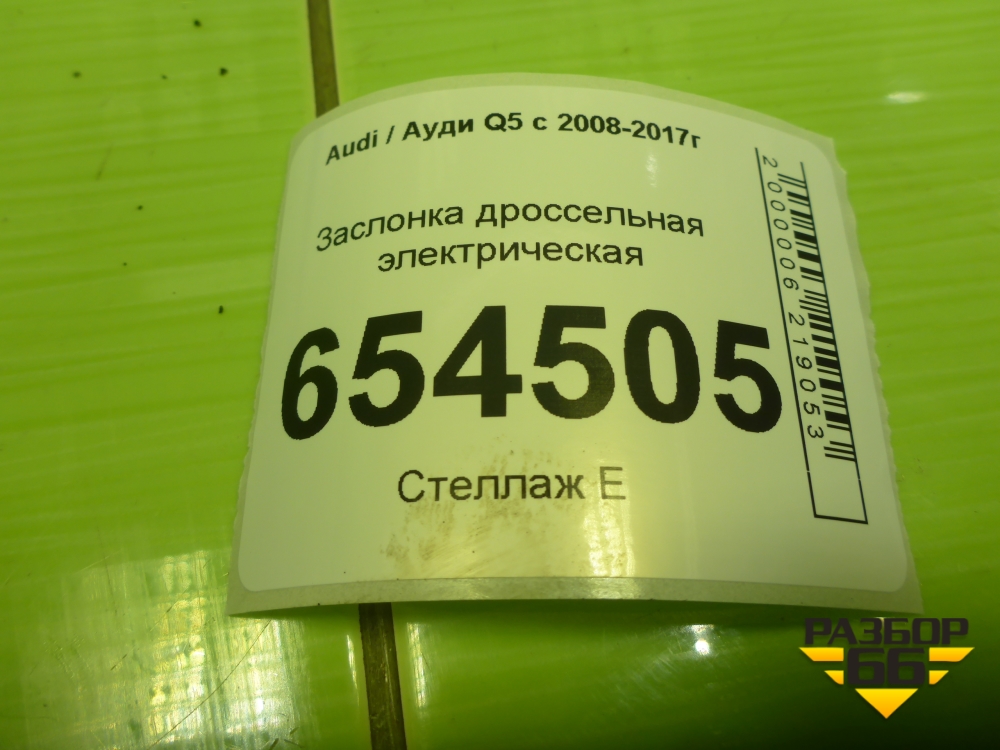 Audi / Ауди Q5 с 2008-2017г
Заслонка дроссельная
электрическая
654505
Стеллаж Е
2000006219053
РАЗБОР
66